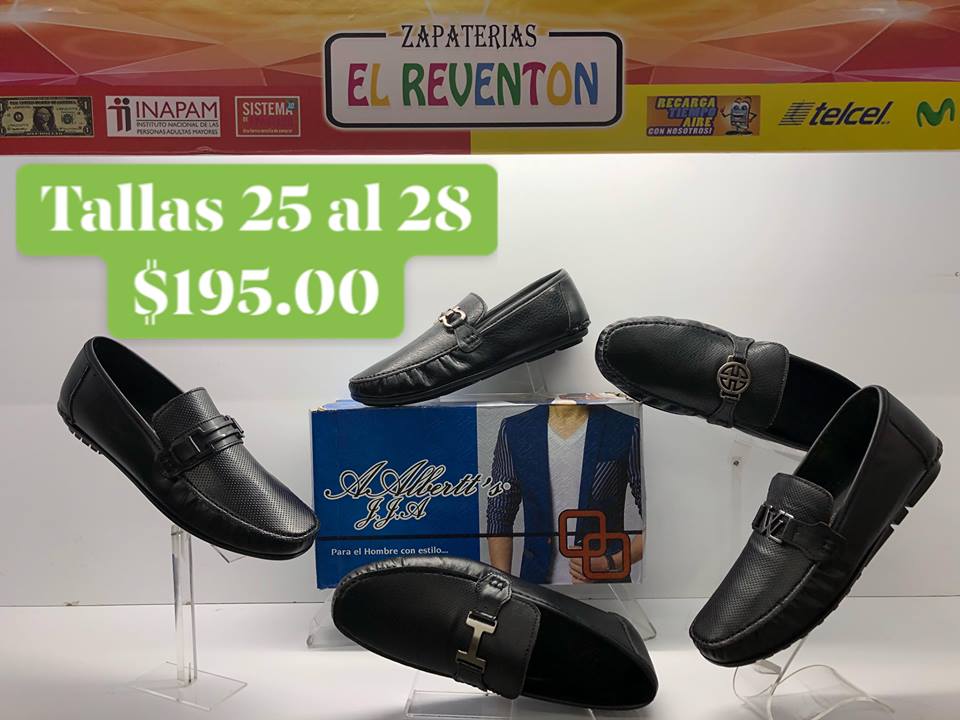 ZAPATERIAS
EL REVENTON
INAPAM
INSTITUTO NACIONAL DE LAS
PERSONAS ADULTAS MAYORES
SISTEMA
RECARGA
TIEMPO
AIRE
CON NOSOTROS!
telcel
Tallas 25 al 28
$195.00
A.Albertt's®
J.J.A
Para el Hombre con estilo...